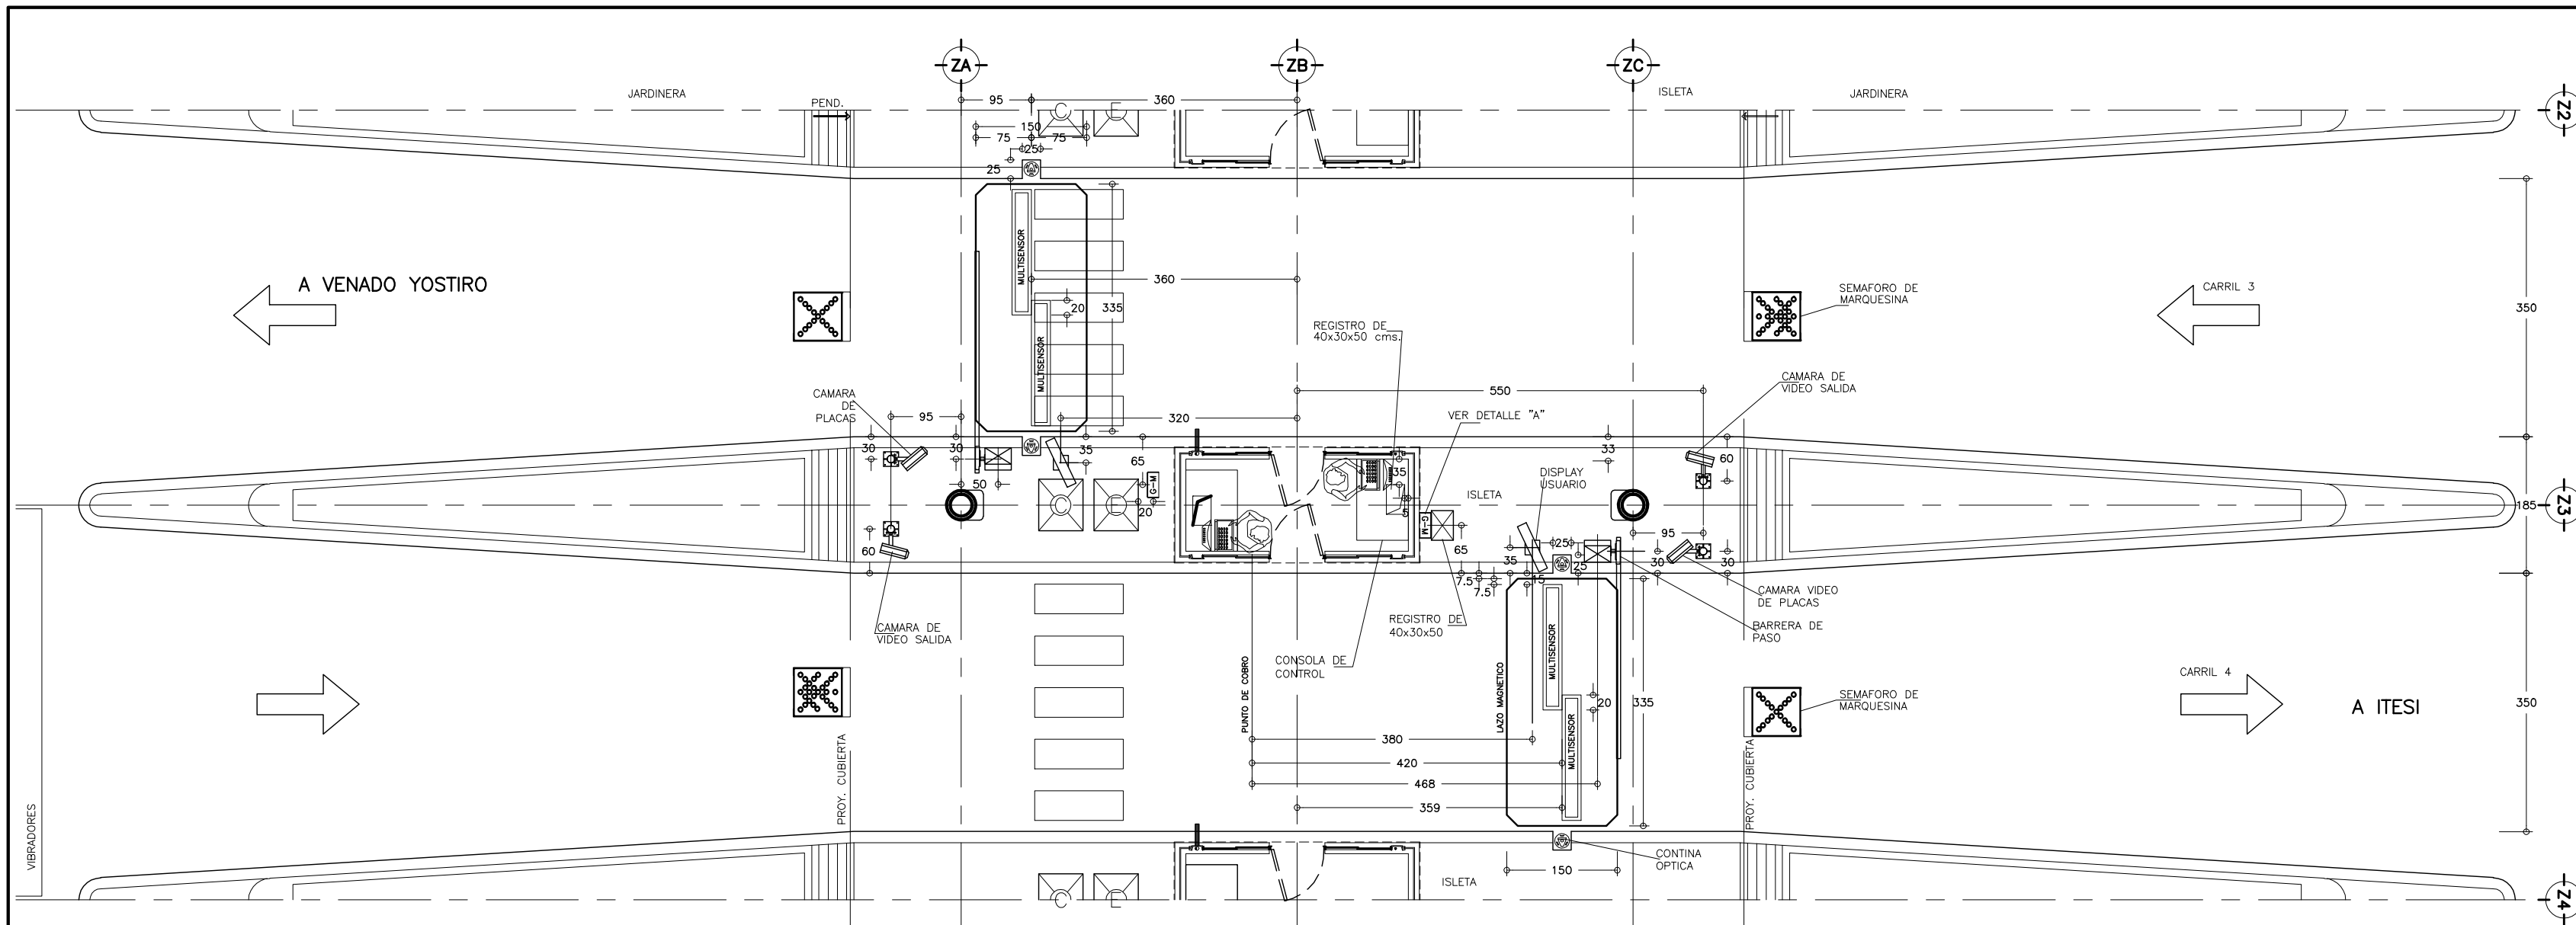 ZA
ZB
ZC
JARDINERA
PEND.
95
360
C
E
ISLETA
JARDINERA
Z2
150
75
75
25
25
MULTISENSOR
MULTISENSOR
360
20
335
A VENADO YOSTIRO
SEMAFORO DE
MARQUESINA
CARRIL 3
350
REGISTRO DE
40x30x50 cms.
550
CAMARA DE
VIDEO SALIDA
CAMARA
DE
PLACAS
95
320
VER DETALLE "A"
30
30
35
65
33
60
50
C
E
20
G-M
35
5
G-M
ISLETA
DISPLAY
USUARIO
185
Z3
60
65
35
25
25
95
30
30
7.5
7.5
15
CAMARA DE
VIDEO SALIDA
REGISTRO DE
40x30x50
CAMARA VIDEO
DE PLACAS
BARRERA DE
PASO
CONSOLA DE
CONTROL
PUNTO DE COBRO
LAZO MAGNETICO
MULTISENSOR
MULTISENSOR
20
335
CARRIL 4
SEMAFORO DE
MARQUESINA
A ITESI
350
380
420
468
359
PROY. CUBIERTA
PROY. CUBIERTA
VIBRADORES
CONTINA
OPTICA
150
ISLETA
C
E
Z4